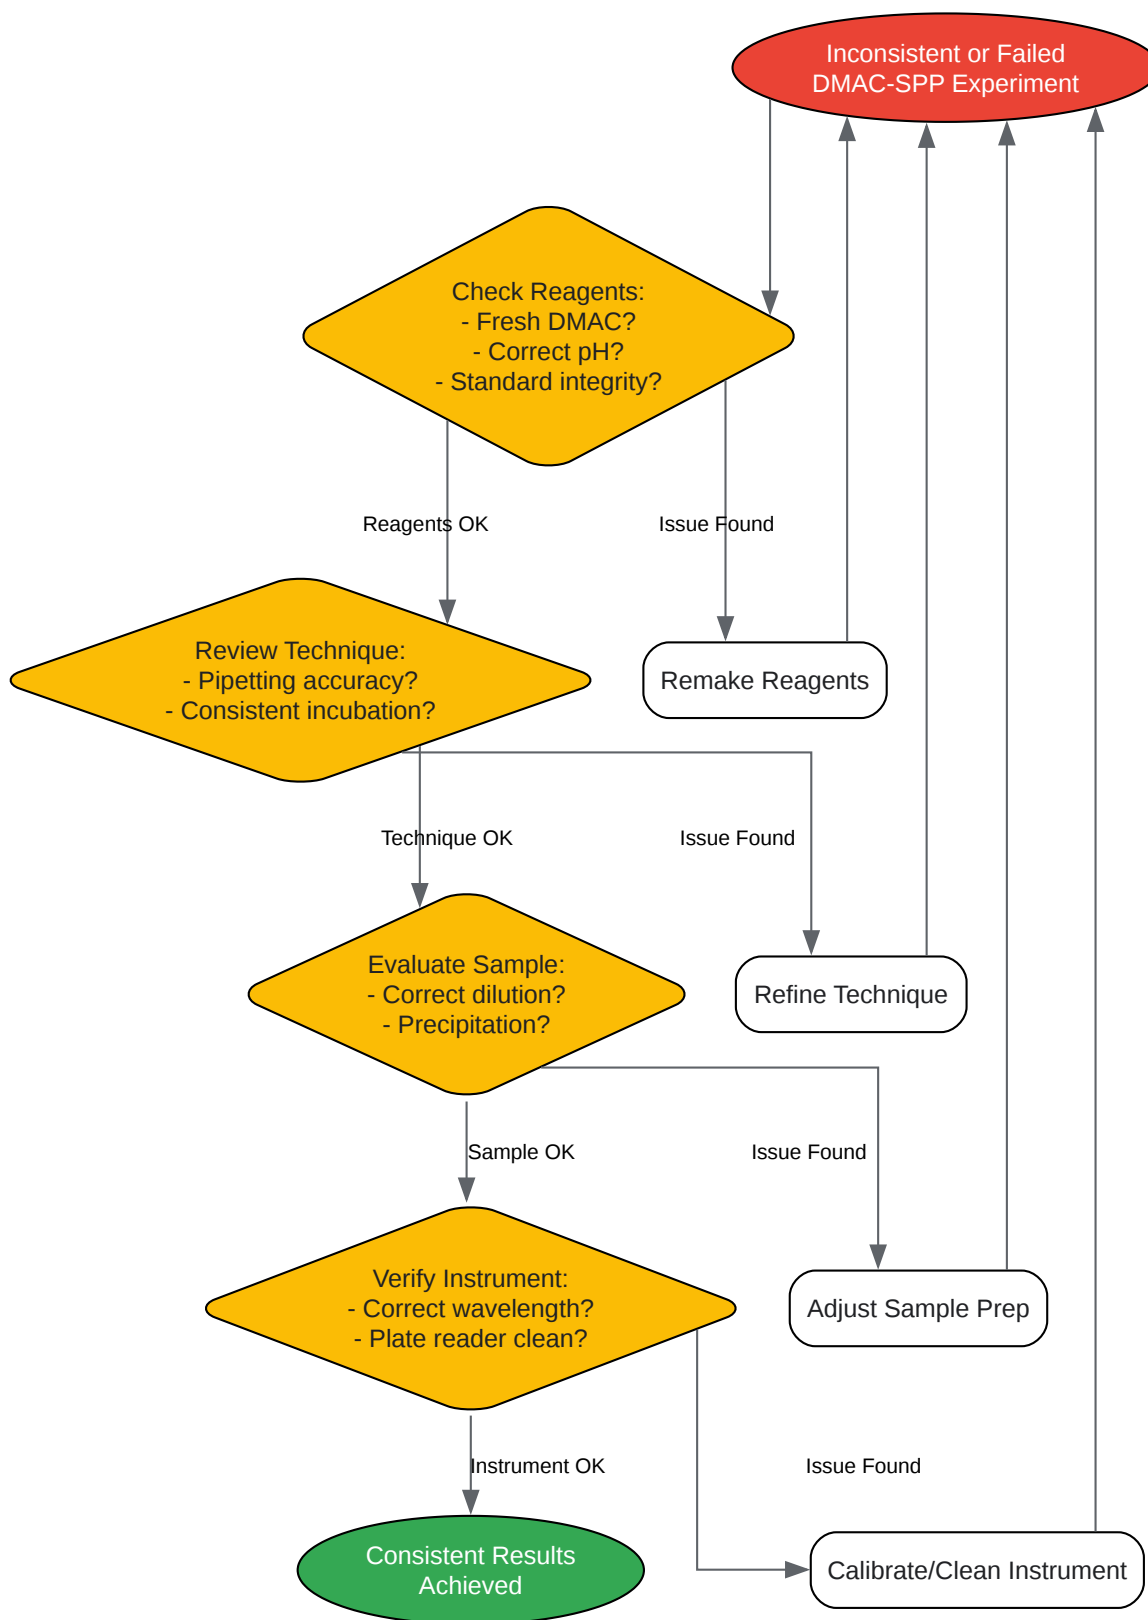 Inconsistent or Failed
DMAC-SPP Experiment
Check Reagents:
- Fresh DMAC?
- Correct pH?
- Standard integrity?
Reagents OK
Issue Found
Review Technique:
- Pipetting accuracy?
- Consistent incubation?
Remake Reagents
Technique OK
Issue Found
Evaluate Sample:
- Correct dilution?
- Precipitation?
Refine Technique
Sample OK
Issue Found
Verify Instrument:
- Correct wavelength?
- Plate reader clean?
Adjust Sample Prep
Instrument OK
Issue Found
Consistent Results
Achieved
Calibrate/Clean Instrument